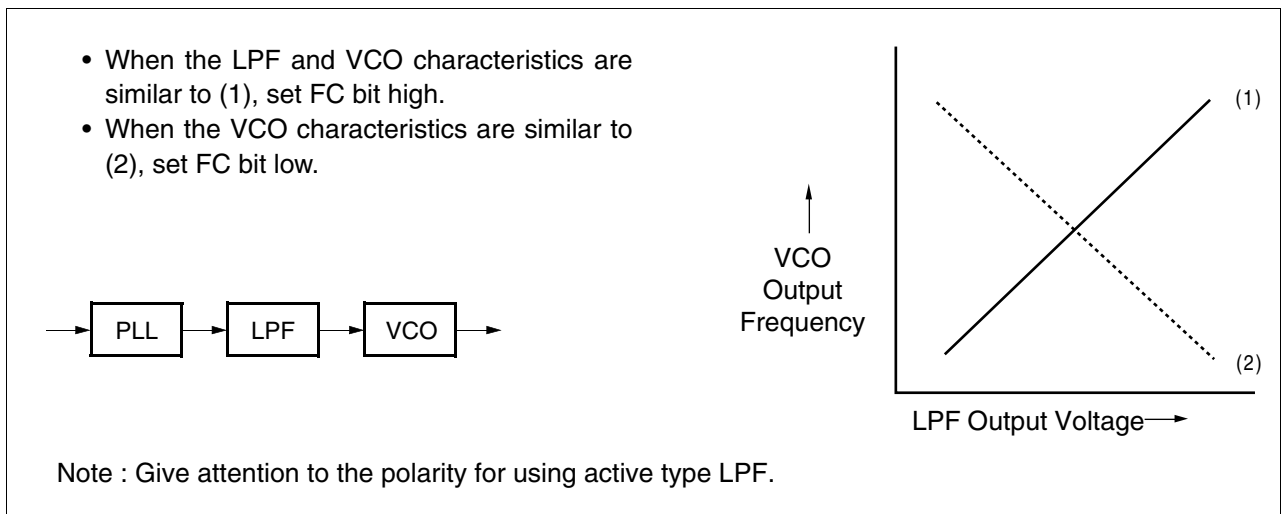 • When the LPF and VCO characteristics are
similar to (1), set FC bit high.
• When the VCO characteristics are similar to
(2), set FC bit low.
PLL
LPF
VCO
(1)
VCO
Output
Frequency
(2)
LPF Output Voltage
Note : Give attention to the polarity for using active type LPF.